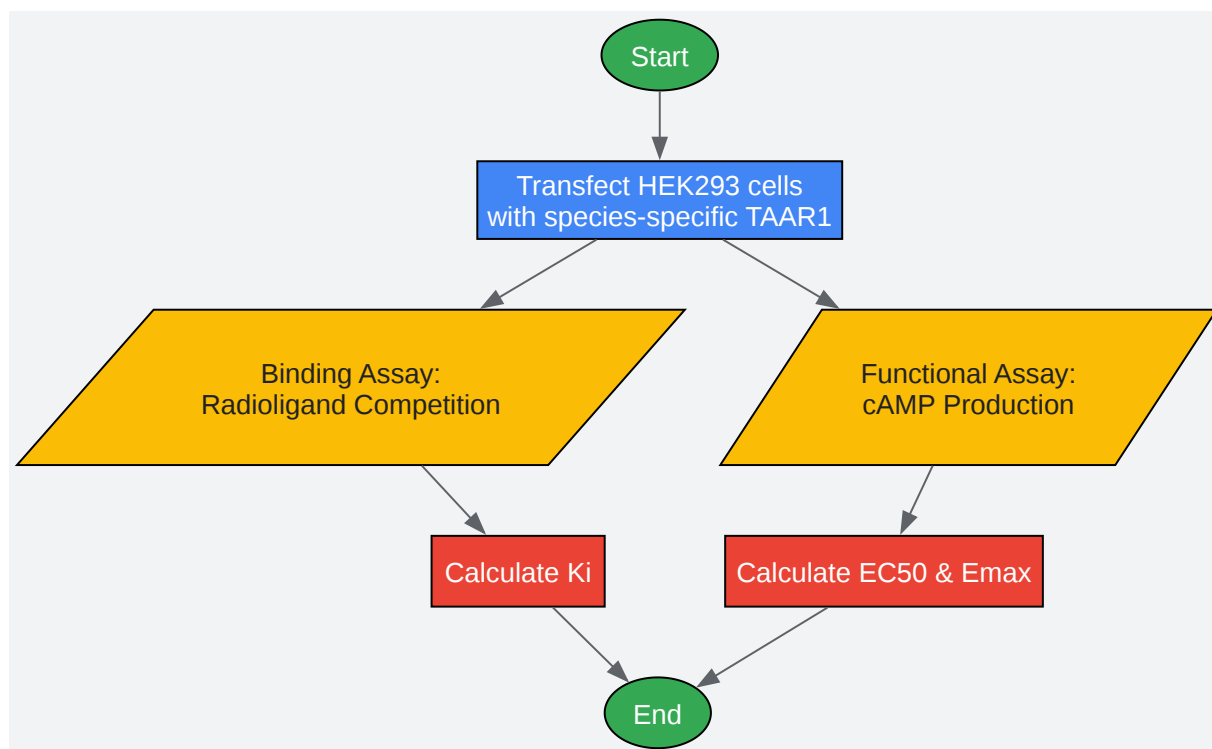 Start
Transfect HEK293 cells
with species-specific TAAR1
Binding Assay:
Radioligand Competition
Functional Assay:
cAMP Production
Calculate Ki
Calculate EC50 & Emax
End